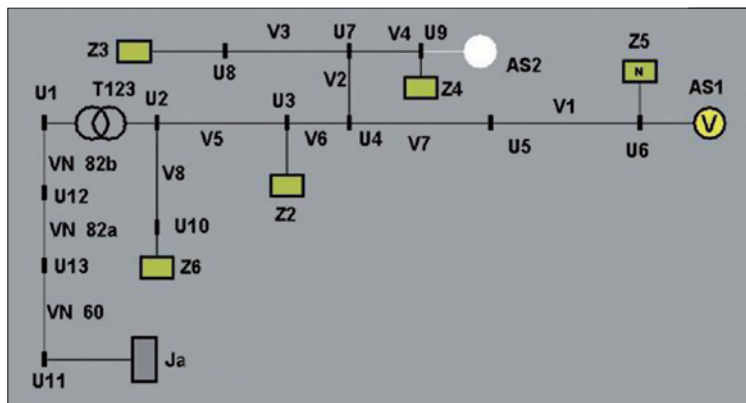 Z3 V3 U7 V4 U9 Z5
U8 AS2
V2 Z4 AS1
U1 T123 U2 U3 V1
N
V
V5 V6 U4 V7 U5 U6
VN 82b V8
U12 Z2
VN 82a U10
U13 Z6
VN 60
Ja
U11